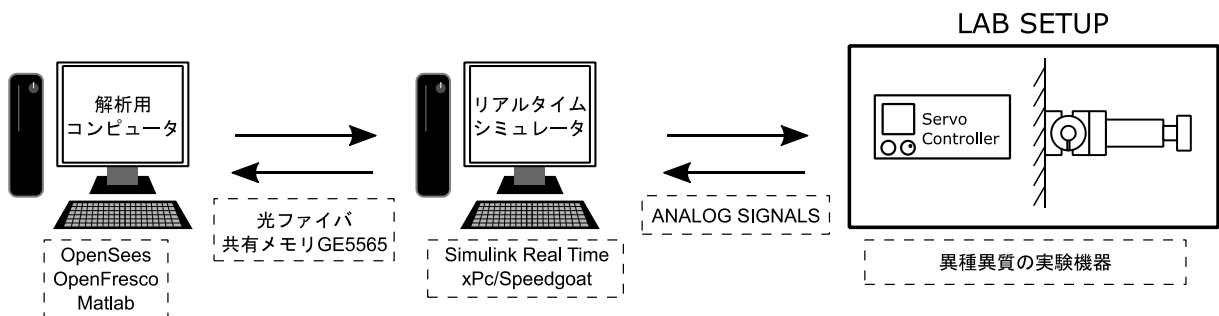 LAB SETUP
解析用
コンピュータ
リアルタイム
シミュレータ
Servo
Controller
光ファイバ
共有メモリGE5565
ANALOG SIGNALS
OpenSees
OpenFresco
Matlab
Simulink Real Time
xPc/Speedgoat
異種異質の実験機器